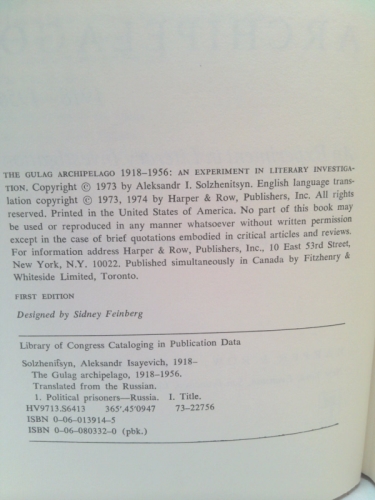 THE GULAG ARCHIPELAGO 1918–1956: AN EXPERIMENT IN LITERARY INVESTIGA-
TION. Copyright © 1973 by Aleksandr I. Solzhenitsyn. English language trans-
lation copyright © 1973, 1974 by Harper & Row, Publishers, Inc. All rights
reserved. Printed in the United States of America. No part of this book may
be used or reproduced in any manner whatsoever without written permission
except in the case of brief quotations embodied in critical articles and reviews.
For information address Harper & Row, Publishers, Inc., 10 East 53rd Street,
New York, N.Y. 10022. Published simultaneously in Canada by Fitzhenry &
Whiteside Limited, Toronto.
FIRST EDITION
Designed by Sidney Feinberg
Library of Congress Cataloging in Publication Data
Solzhenit͡syn, Aleksandr Isayevich, 1918–
The Gulag archipelago, 1918–1956.
Translated from the Russian.
1. Political prisoners—Russia. I. Title.
HV9713.S6413 365'.45'0947 73–22756
ISBN 0–06–013914–5
ISBN 0–06–080332–0 (pbk.)